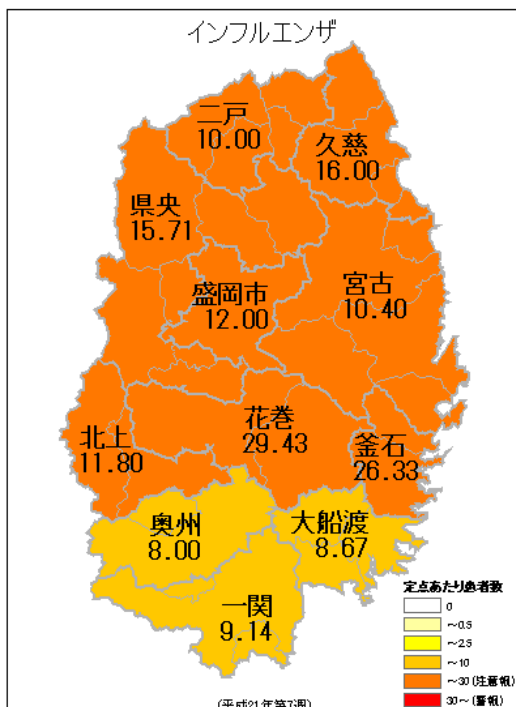 インフルエンザ
二戸
10.00
久慈
16.00
県央
15.71
盛岡市
12.00
宮古
10.40
花巻
29.43
北上
11.80
釜石
26.33
奥州
8.00
大船渡
8.67
一関
9.14
定点あたり患者数
0
～0.5
～2.5
～10
～30(注意報)
30～(警報)
(平成21年第7週)